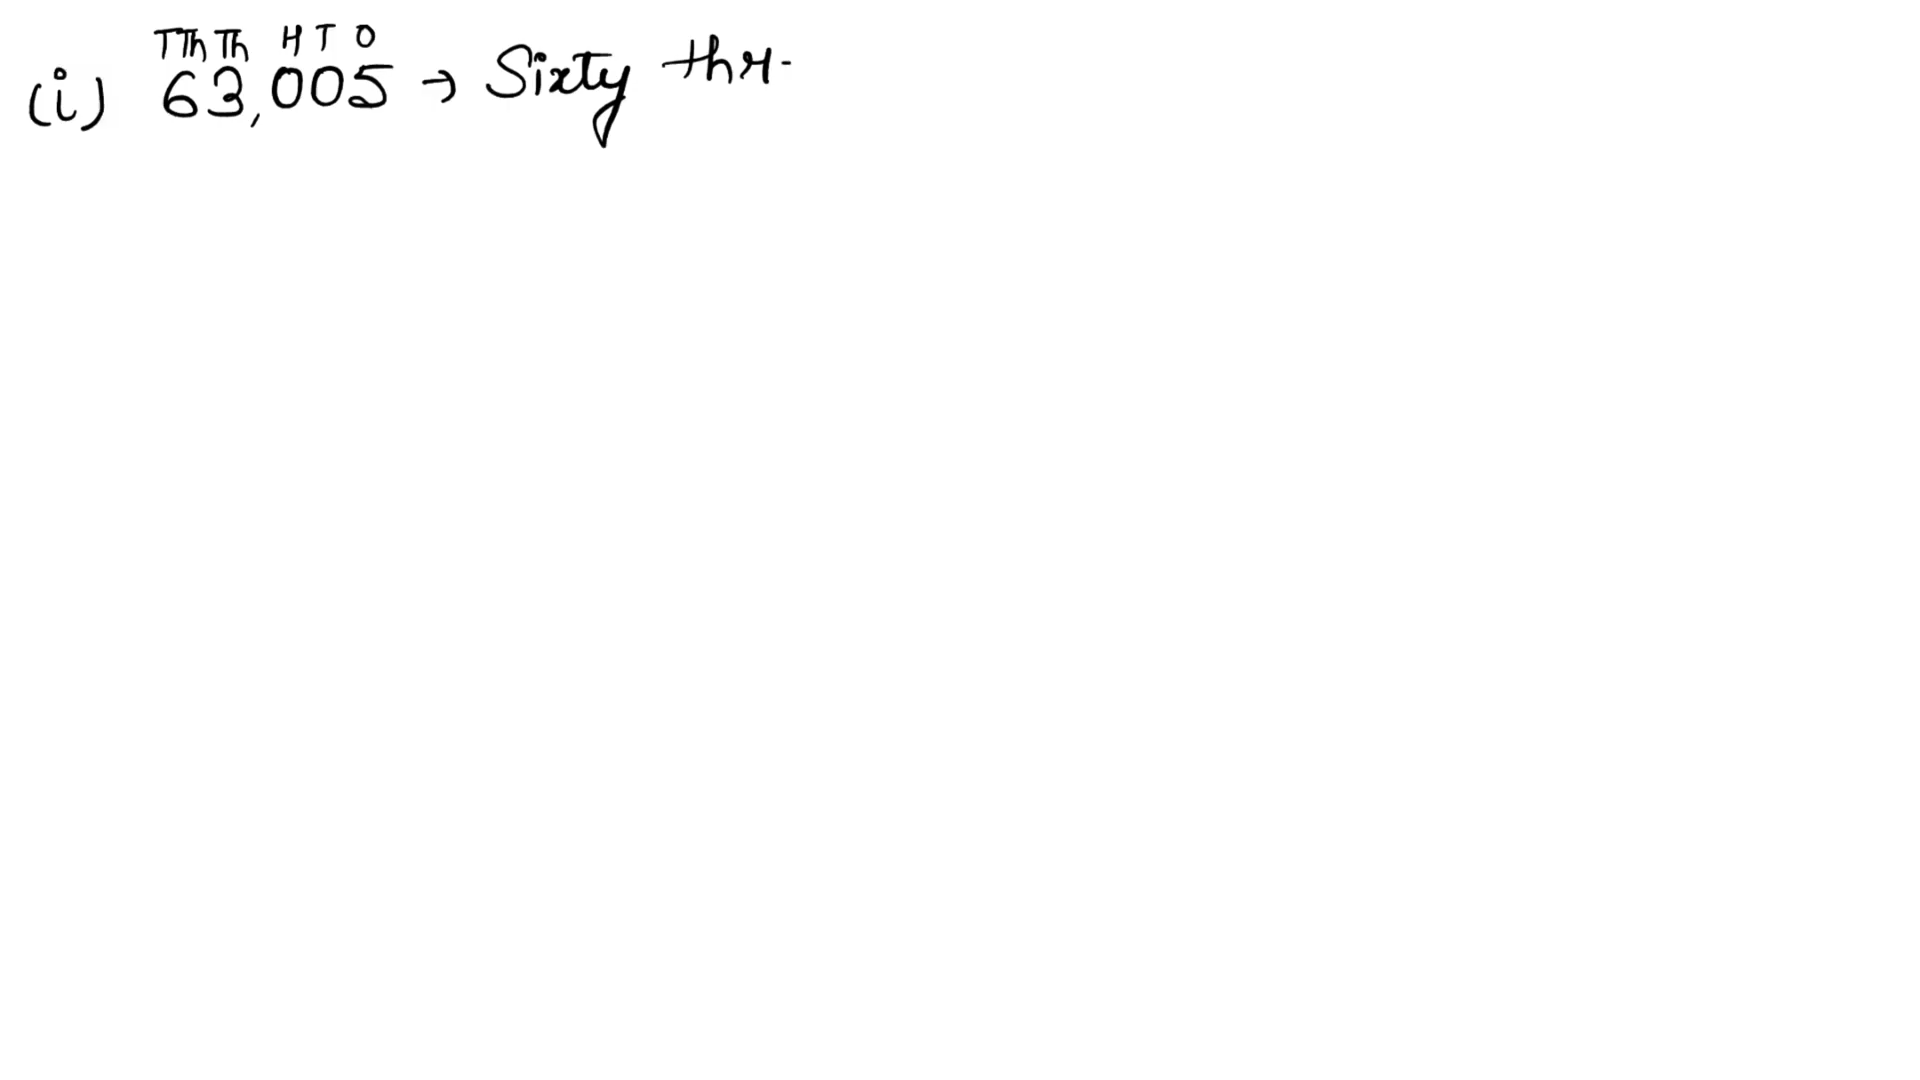 TTh Th H T O
(i) 63,005 → Sixty thr